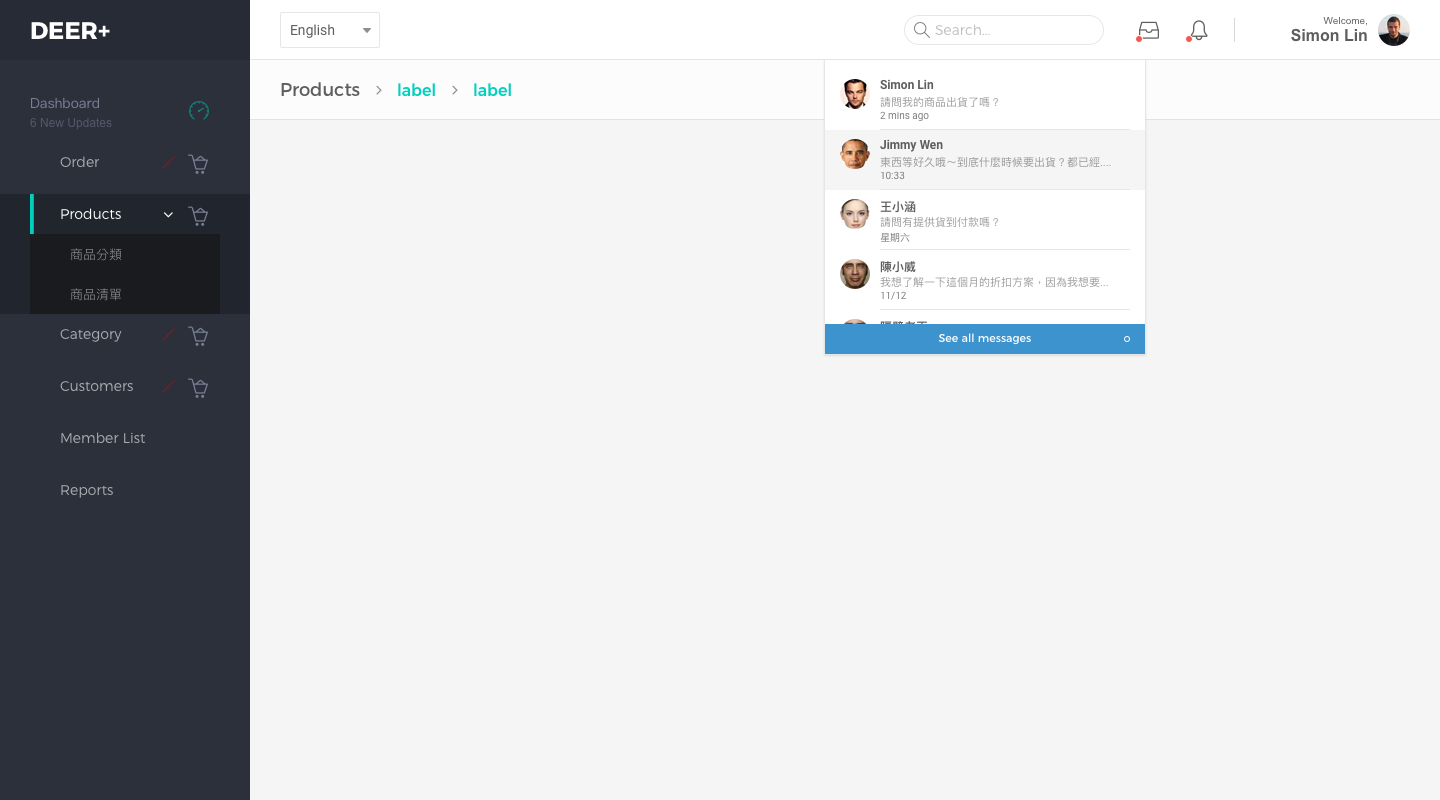 DEER+
English
Search...
Welcome,
Simon Lin
Dashboard
6 New Updates
Order
Products
商品分類
商品清單
Category
Customers
Member List
Reports
Products > label > label
Simon Lin
請問我的商品出貨了嗎？
2 mins ago
Jimmy Wen
東西等好久哦～到底什麼時候要出貨？都已經....
10:33
王小涵
請問有提供貨到付款嗎？
星期六
陳小威
我想了解一下這個月的折扣方案，因為我想要...
11/12
See all messages